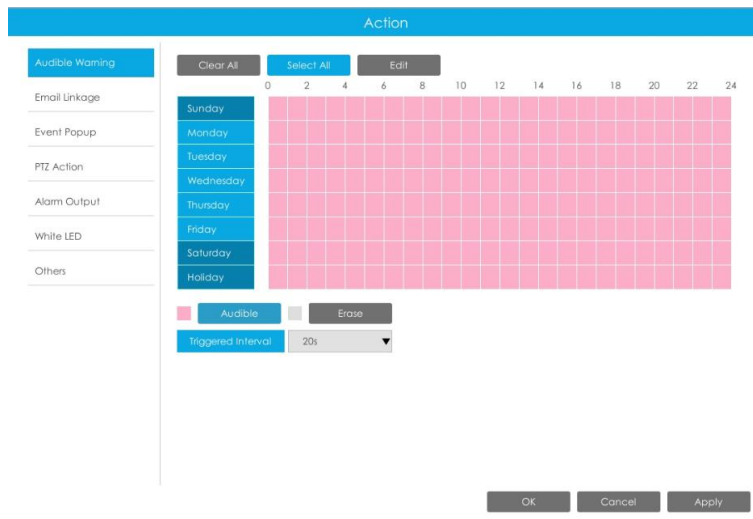 Action
Audible Warning
Email Linkage
Event Popup
PTZ Action
Alarm Output
White LED
Others
Clear All Select All Edit
0 2 4 6 8 10 12 14 16 18 20 22 24
Sunday
Monday
Tuesday
Wednesday
Thursday
Friday
Saturday
Holiday
Audible Erase
Triggered Interval 20s
OK Cancel Apply